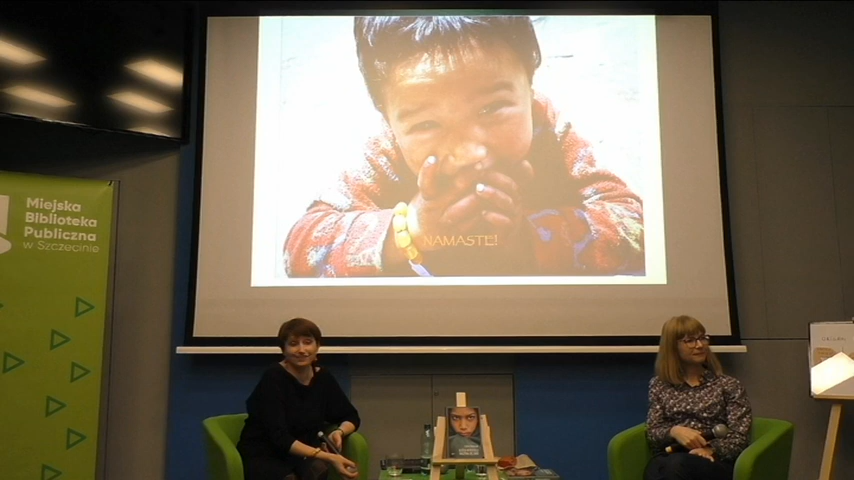 Miejska
Biblioteka
Publiczna
w Szczecinie
NAMASTE!